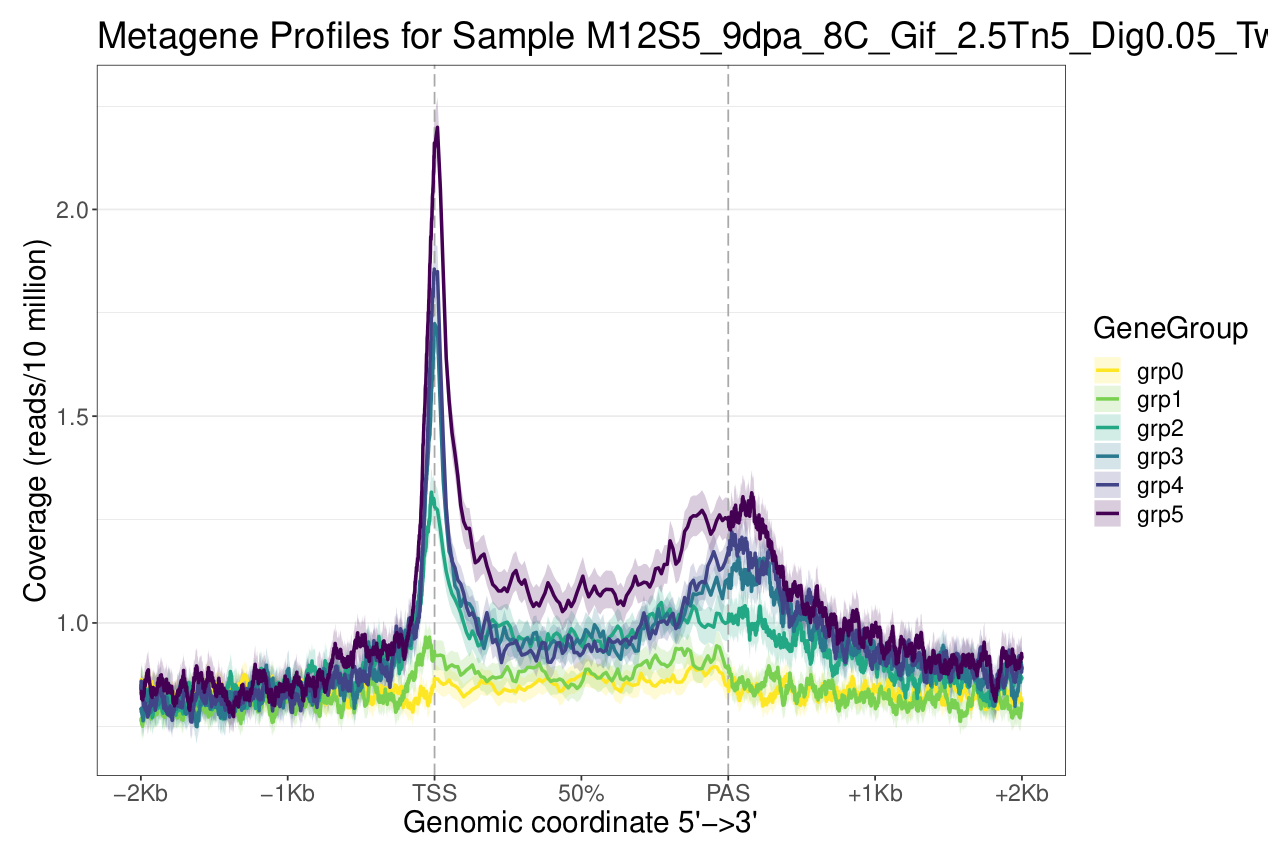 Metagene Profiles for Sample M12S5_9dpa_8C_Gif_2.5Tn5_Dig0.05_Tw
Coverage (reads/10 million)
2.0
1.5
1.0
−2Kb −1Kb TSS 50% PAS +1Kb +2Kb
Genomic coordinate 5'−>3'
GeneGroup
grp0
grp1
grp2
grp3
grp4
grp5